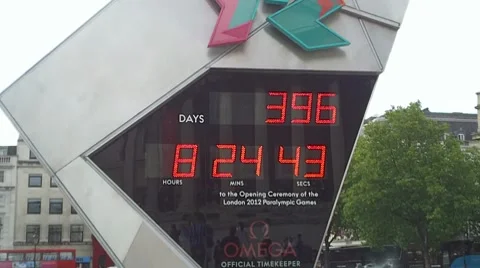 DAYS 396
8 24 43
HOURS MINS SECS
to the Opening Ceremony of the
London 2012 Paralympic Games
OMEGA
OFFICIAL TIMEKEEPER